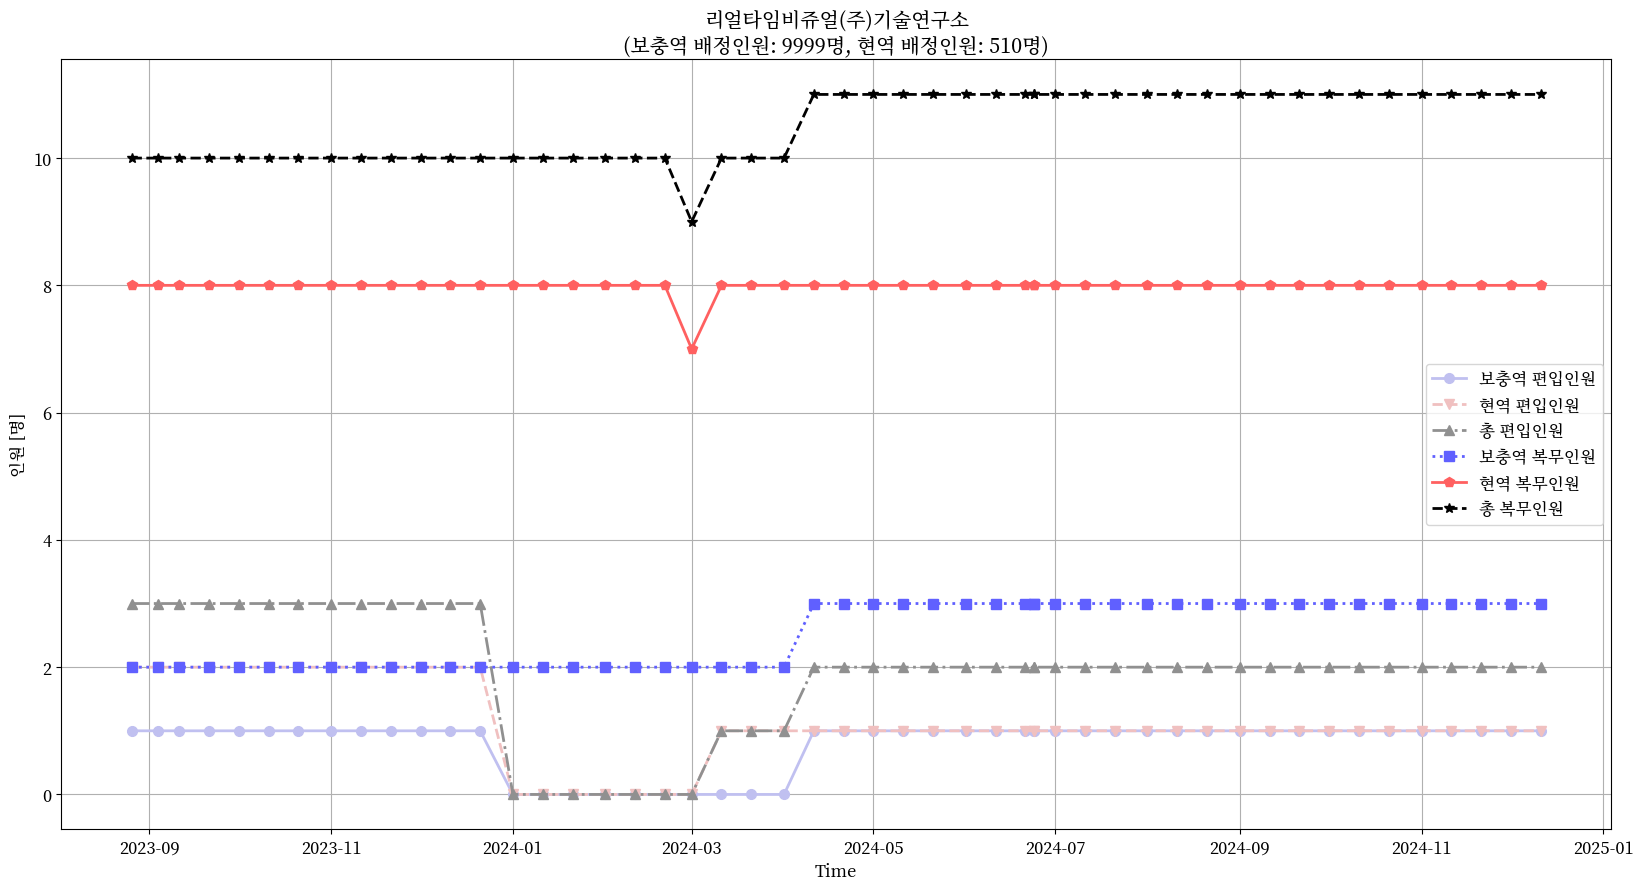 리얼타임비쥬얼(주)기술연구소
(보충역 배정인원: 9999명, 현역 배정인원: 510명)
인원 [명]
10
8
6
4
2
0
보충역 편입인원
현역 편입인원
총 편입인원
보충역 복무인원
현역 복무인원
총 복무인원
2023-09 2023-11 2024-01 2024-03 2024-05 2024-07 2024-09 2024-11 2025-01
Time